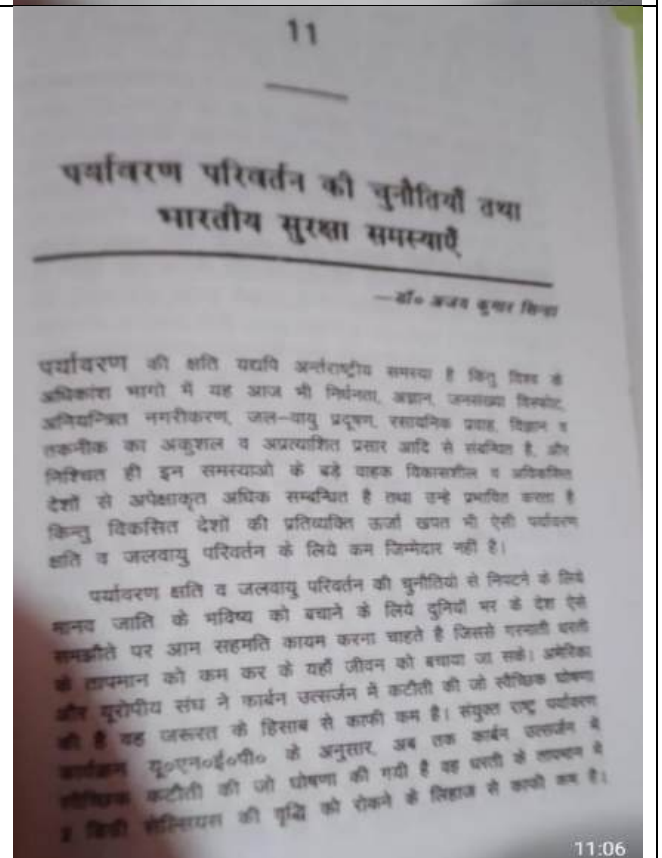 11
पर्यावरण परिवर्तन की चुनौतियाँ तथा
भारतीय सुरक्षा समस्याएँ
—डॉ० अजय कुमार सिन्हा
पर्यावरण की क्षति यद्यपि अर्न्तराष्ट्रीय समस्या है किंतु विश्व के
अधिकांश भागो में यह आज भी निर्धनता, अज्ञान, जनसंख्या विस्फोट,
अनियन्त्रित नगरीकरण, जल–वायु प्रदूषण, रसायनिक प्रवाह, विज्ञान व
तकनीक का अकुशल व अप्रत्याशित प्रसार आदि से संबन्धित है, और
निश्चित ही इन समस्याओ के बड़े वाहक विकासशील व अविकसित
देशों से अपेक्षाकृत अधिक सम्बन्धित है तथा उन्हे प्रभावित करता है
किन्तु विकसित देशों की प्रतिव्यक्ति ऊर्जा खपत भी ऐसी पर्यावरण
क्षति व जलवायु परिवर्तन के लिये कम जिम्मेदार नही है।
पर्यावरण क्षति व जलवायु परिवर्तन की चुनौतियो से निपटने के लिये
मानव जाति के भविष्य को बचाने के लिये दुनियाँ भर के देश ऐसे
समझौते पर आम सहमति कायम करना चाहते है जिससे गरमाती धरती
के तापमान को कम कर के यहाँ जीवन को बचाया जा सके। अमेरिका
और यूरोपीय संघ ने कार्बन उत्सर्जन में कटौती की जो स्वैच्छिक घोषणा
की है वह जरूरत के हिसाब से काफी कम है। संयुक्त राष्ट्र पर्यावरण
कार्यक्रम यू०एन०ई०पी० के अनुसार, अब तक कार्बन उत्सर्जन में
स्वैच्छिक कटौती की जो घोषणा की गयी है वह धरती के तापमान में
2 डिग्री सेल्सियस की वृद्धि को रोकने के लिहाज से काफी कम है।
11:06